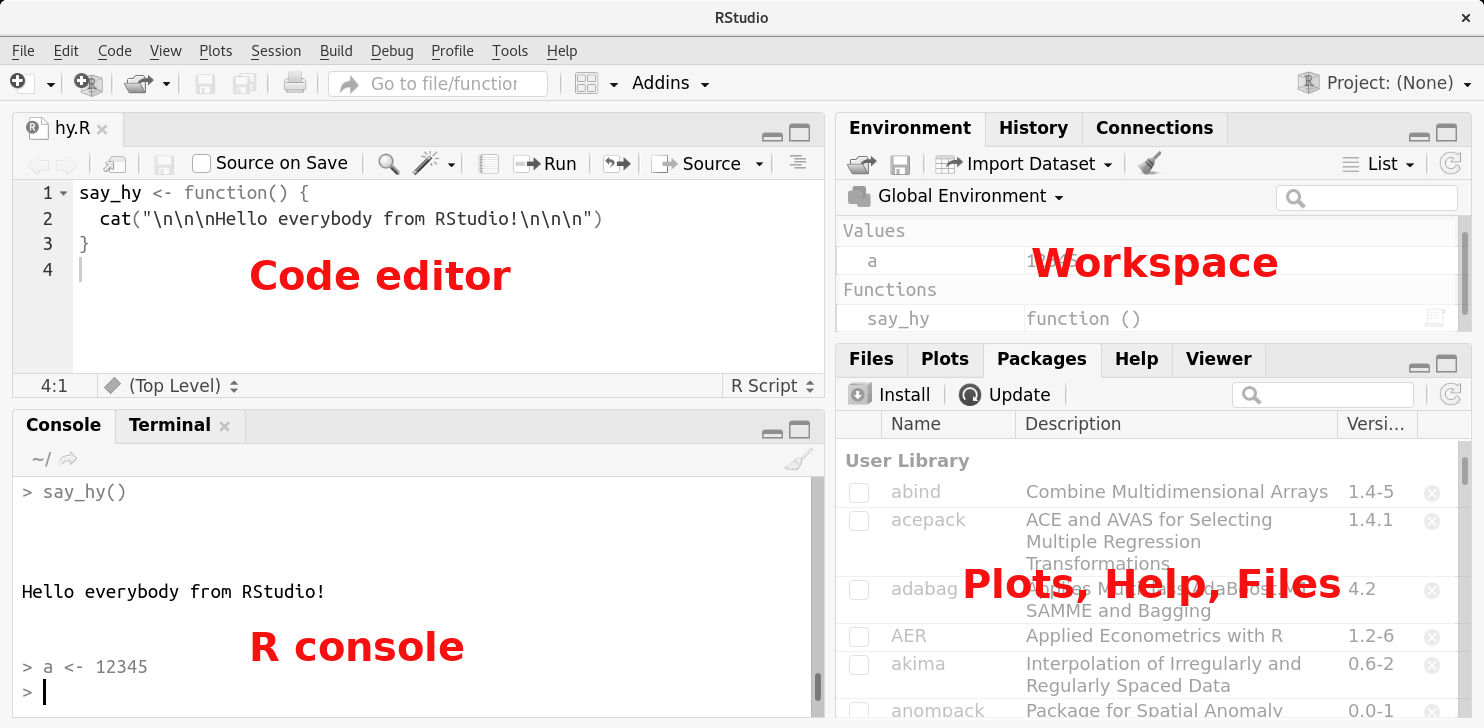 RStudio
File Edit Code View Plots Session Build Debug Profile Tools Help
Go to file/function Addins Project: (None)
hy.R
Source on Save Run Source
1 say_hy <- function() {
2 cat("\n\n\nHello everybody from RStudio!\n\n\n")
3 }
4
Code editor
4:1 (Top Level) R Script
Console Terminal
~/
> say_hy()
Hello everybody from RStudio!
R console
> a <- 12345
>
Environment History Connections
Import Dataset List
Global Environment
Values
a 12345
Workspace
Functions
say_hy function ()
Files Plots Packages Help Viewer
Install Update
Name Description Versi...
User Library
abind Combine Multidimensional Arrays 1.4-5
acepack ACE and AVAS for Selecting 1.4.1
Multiple Regression
Transformations
Plots, Help, Files
adabag Applies Multiclass AdaBoost.M1, 4.2
SAMME and Bagging
AER Applied Econometrics with R 1.2-6
akima Interpolation of Irregularly and 0.6-2
Regularly Spaced Data
anompack Package for Spatial Anomaly 0.0-1